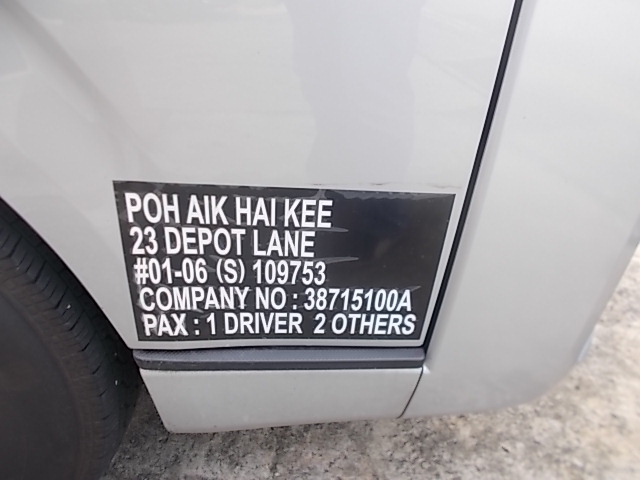 POH AIK HAI KEE
23 DEPOT LANE
#01-06 (S) 109753
COMPANY NO : 38715100A
PAX : 1 DRIVER 2 OTHERS